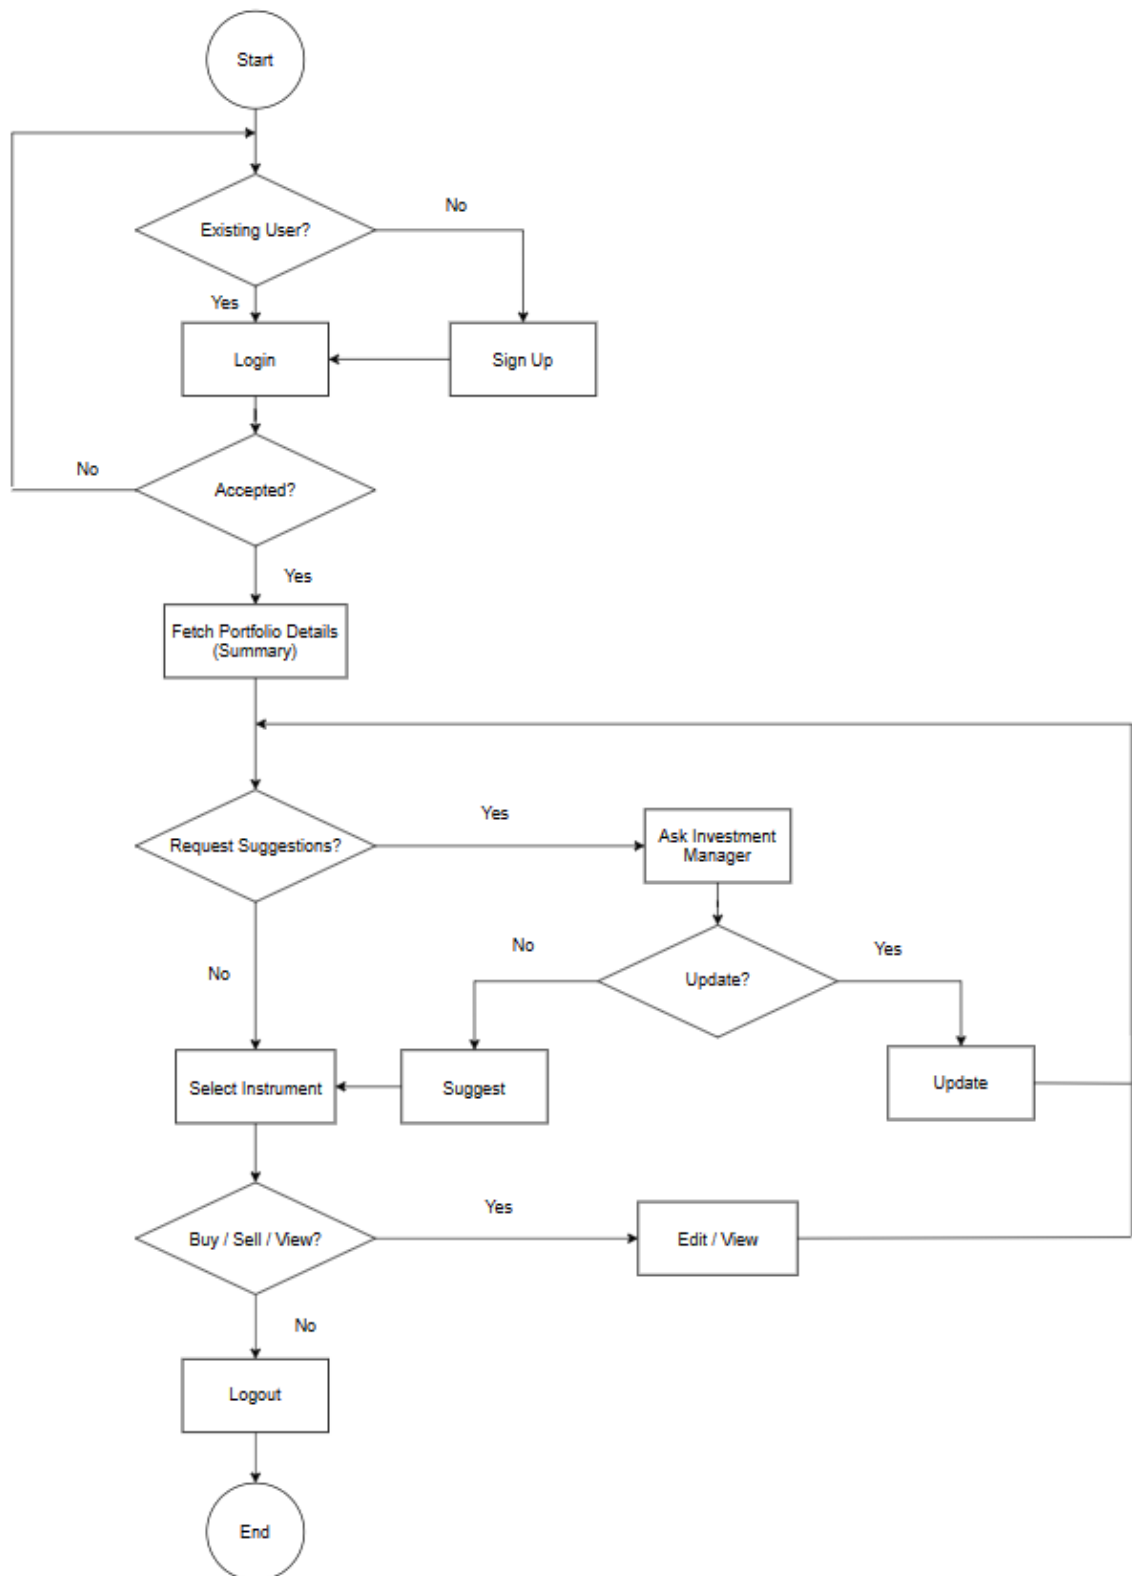 Start
No
Existing User?
Yes
Login
Sign Up
No
Accepted?
Yes
Fetch Portfolio Details
(Summary)
Yes
Ask Investment
Manager
Request Suggestions?
No
Yes
No
Update?
Select Instrument
Suggest
Update
Yes
Buy / Sell / View?
Edit / View
No
Logout
End